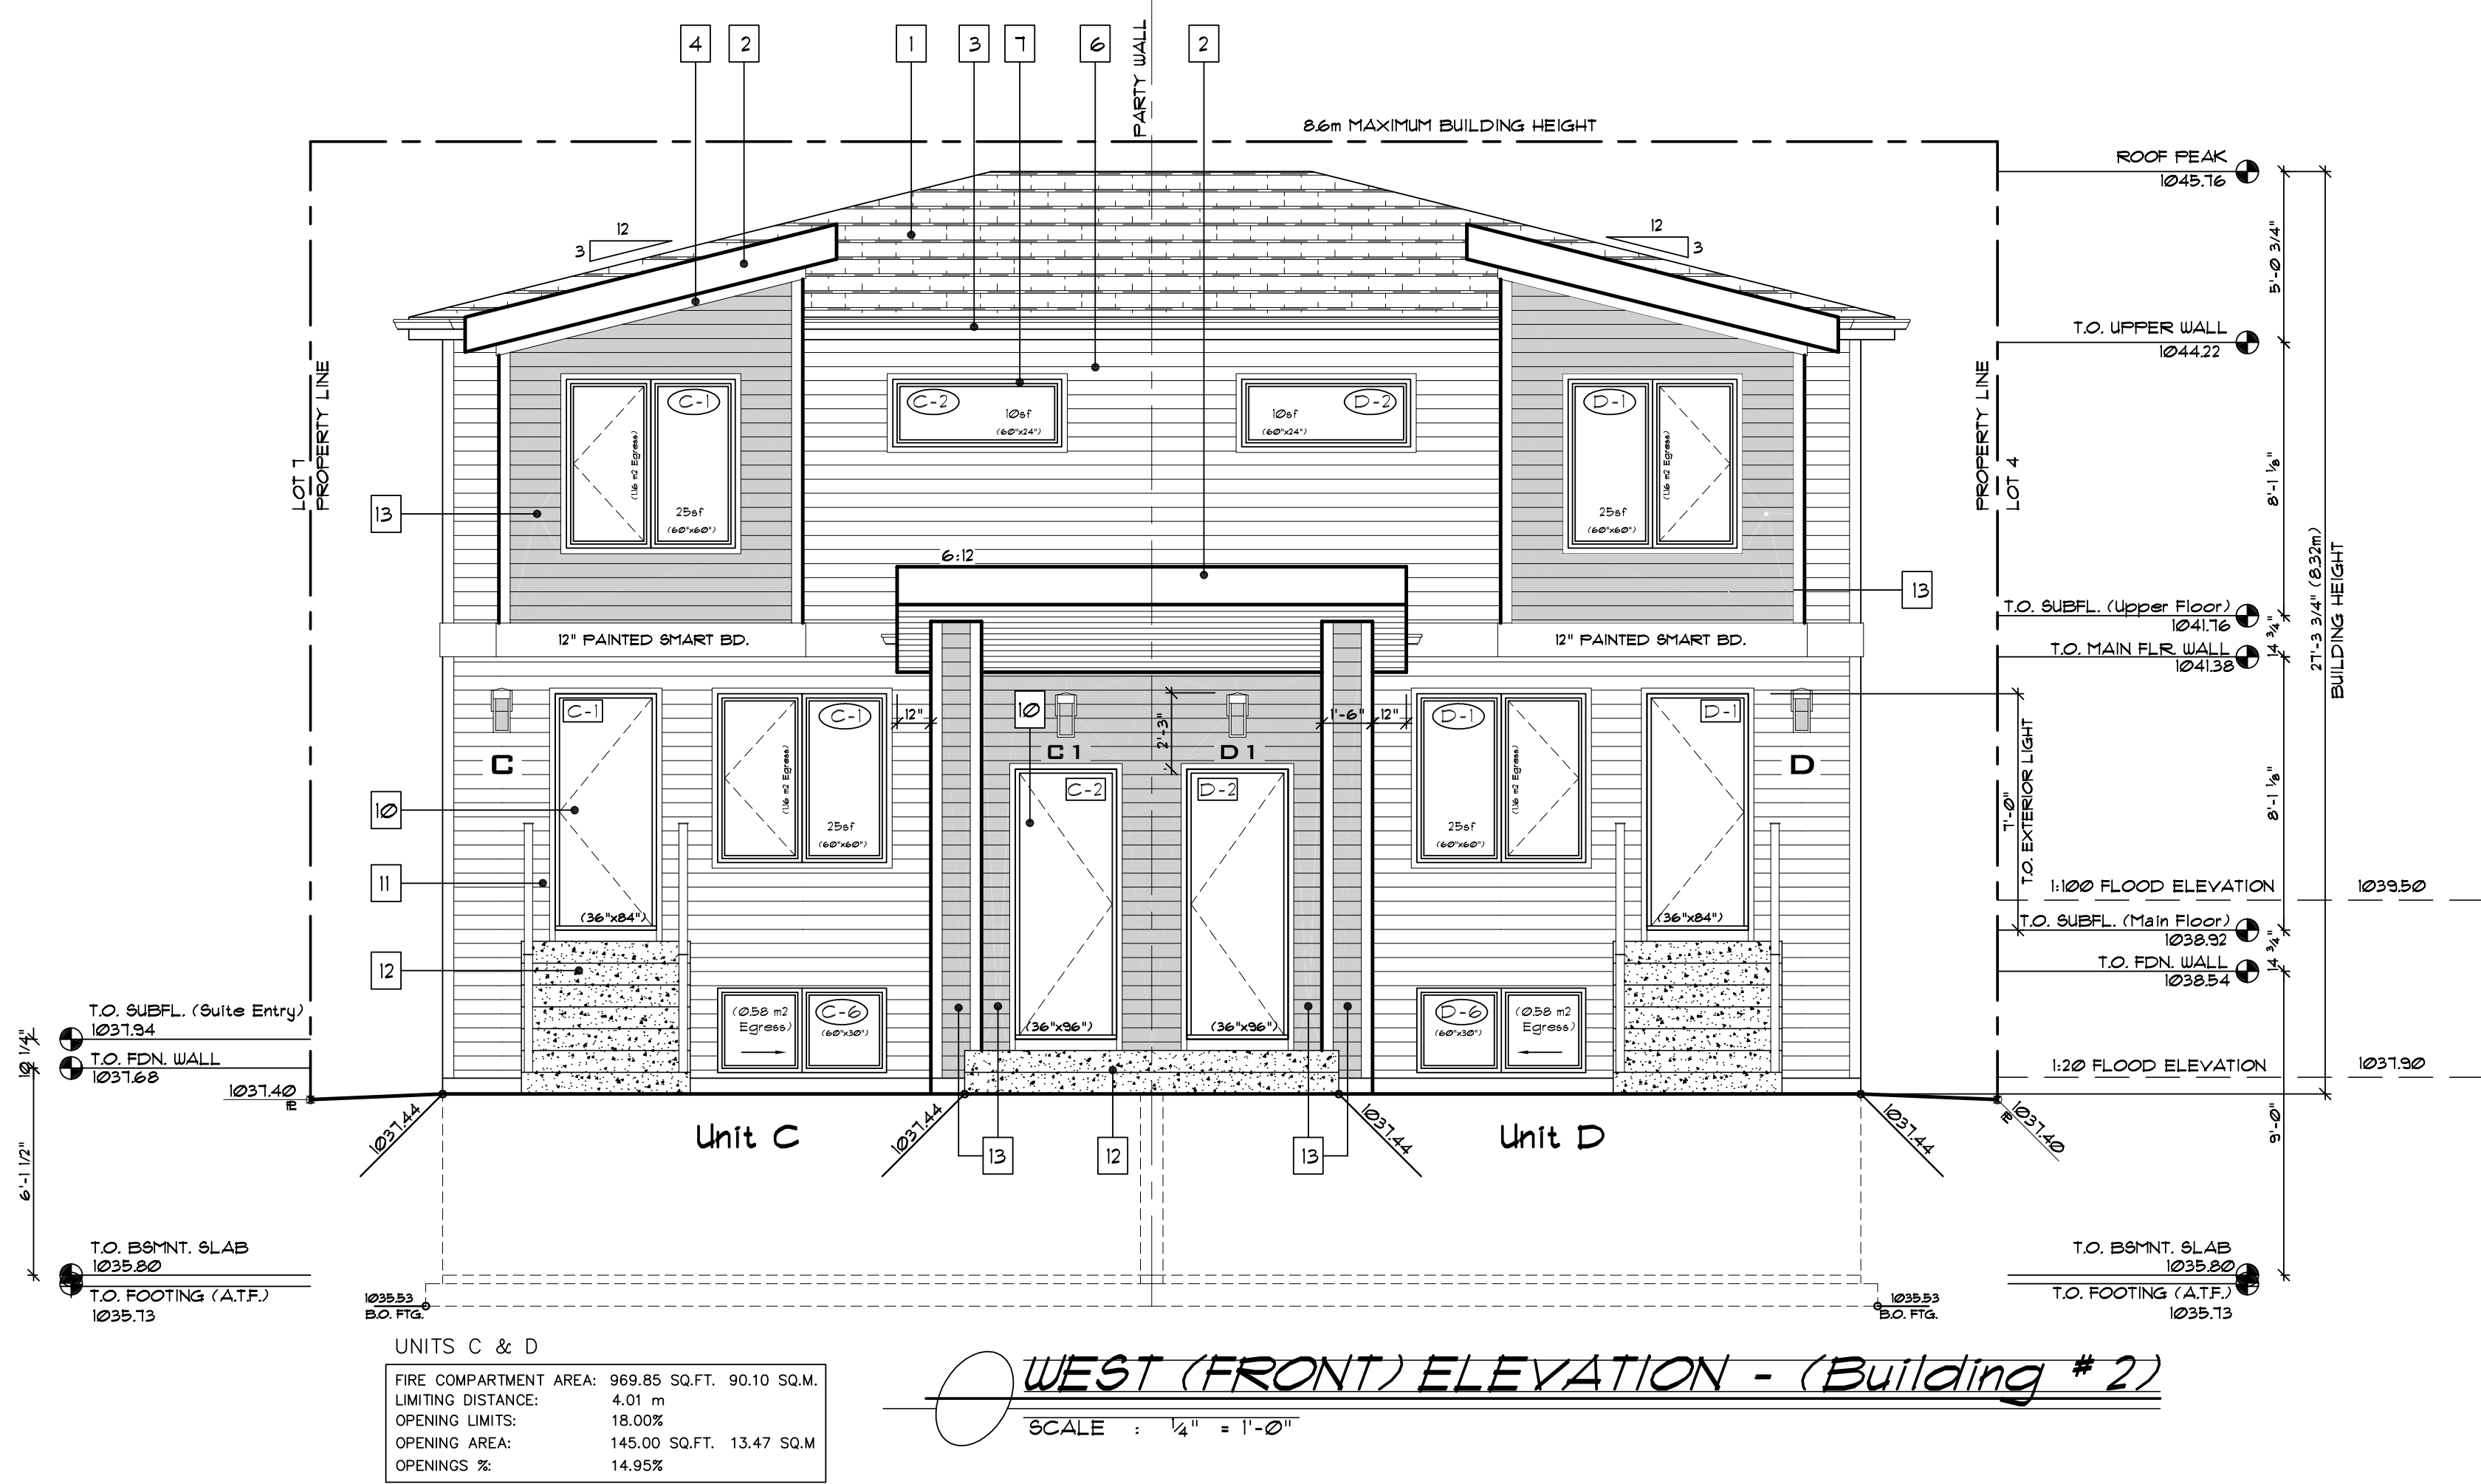 4
2
1
3
7
6
2
PARTY WALL
8.6m MAXIMUM BUILDING HEIGHT
ROOF PEAK
1045.76
12
3
12
3
5'-0 3/4"
T.O. UPPER WALL
1044.22
LOT 7
PROPERTY LINE
PROPERTY LINE
LOT 4
C-1
(1.16 m2 Egress)
25sf
(60"x60")
C-2
10sf
(60"x24")
D-2
10sf
(60"x24")
D-1
(1.16 m2 Egress)
25sf
(60"x60")
13
13
8'-1 1/8"
27'-3 3/4" (8.32m)
BUILDING HEIGHT
6:12
T.O. SUBFL. (Upper Floor)
1041.76
14 3/4"
T.O. MAIN FLR. WALL
1041.38
12" PAINTED SMART BD.
12" PAINTED SMART BD.
C-1
C
C-1
(1.16 m2 Egress)
25sf
(60"x60")
12"
10
2'-3"
1'-6"
12"
C1
D1
C-2
D-2
D-1
(1.16 m2 Egress)
25sf
(60"x60")
D-1
D
7'-0"
T.O. EXTERIOR LIGHT
8'-1 1/8"
10
11
12
(36"x84")
(36"x84")
1:100 FLOOD ELEVATION 1039.50
T.O. SUBFL. (Main Floor)
1038.92
14 3/4"
T.O. FDN. WALL
1038.54
T.O. SUBFL. (Suite Entry)
1037.94
10 1/4"
T.O. FDN. WALL
1037.68
(0.58 m2
Egress)
C-6
(60"x30")
(36"x96")
(36"x96")
D-6
(60"x30")
(0.58 m2
Egress)
1:20 FLOOD ELEVATION 1037.90
1037.40
PL
1037.44
1037.44
1037.44
1037.44
PL
1037.40
Unit C
Unit D
13
12
13
6'-1 1/2"
9'-0"
T.O. BSMNT. SLAB
1035.80
T.O. FOOTING (A.T.F.)
1035.73
T.O. BSMNT. SLAB
1035.80
T.O. FOOTING (A.T.F.)
1035.73
1035.53
B.O. FTG.
1035.53
B.O. FTG.
UNITS C & D
FIRE COMPARTMENT AREA: 969.85 SQ.FT. 90.10 SQ.M.
LIMITING DISTANCE: 4.01 m
OPENING LIMITS: 18.00%
OPENING AREA: 145.00 SQ.FT. 13.47 SQ.M
OPENINGS %: 14.95%
WEST (FRONT) ELEVATION - (Building # 2)
SCALE : 1/4" = 1'-0"